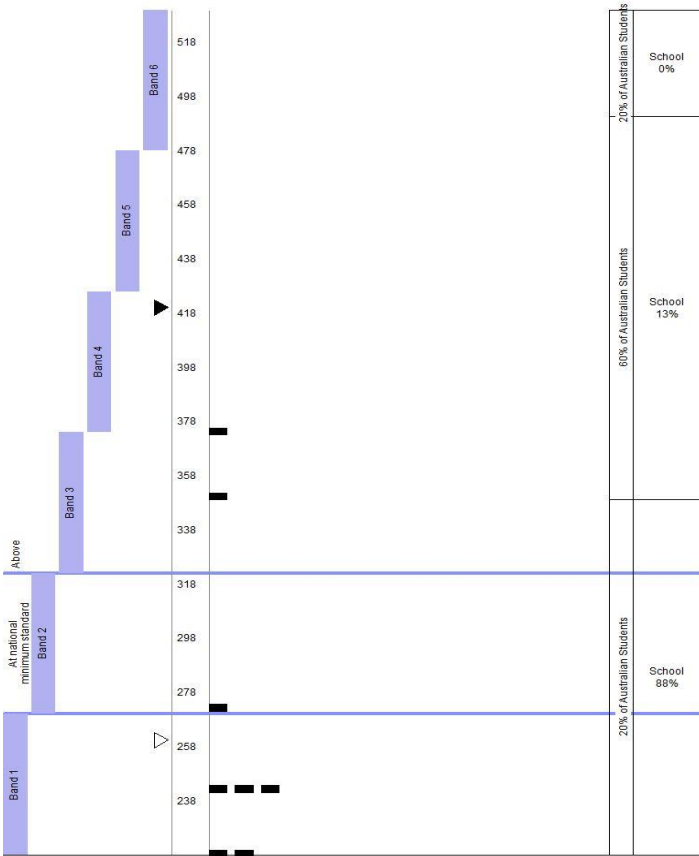 518
498
478
458
438
418
398
378
358
338
318
298
278
258
238
Band 6
Band 5
Band 4
Band 3
Band 2
Band 1
Above
At national
minimum standard
20% of Australian Students
School
0%
60% of Australian Students
School
13%
20% of Australian Students
School
88%